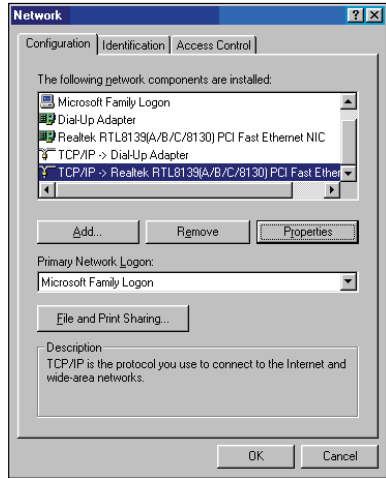 Network
Configuration
Identification
Access Control
The following network components are installed:
Microsoft Family Logon
Dial-Up Adapter
Realtek RTL8139(A/B/C/8130) PCI Fast Ethernet NIC
TCP/IP -> Dial-Up Adapter
TCP/IP -> Realtek RTL8139(A/B/C/8130) PCI Fast Ether
Add...
Remove
Properties
Primary Network Logon:
Microsoft Family Logon
File and Print Sharing...
Description
TCP/IP is the protocol you use to connect to the Internet and
wide-area networks.
OK
Cancel